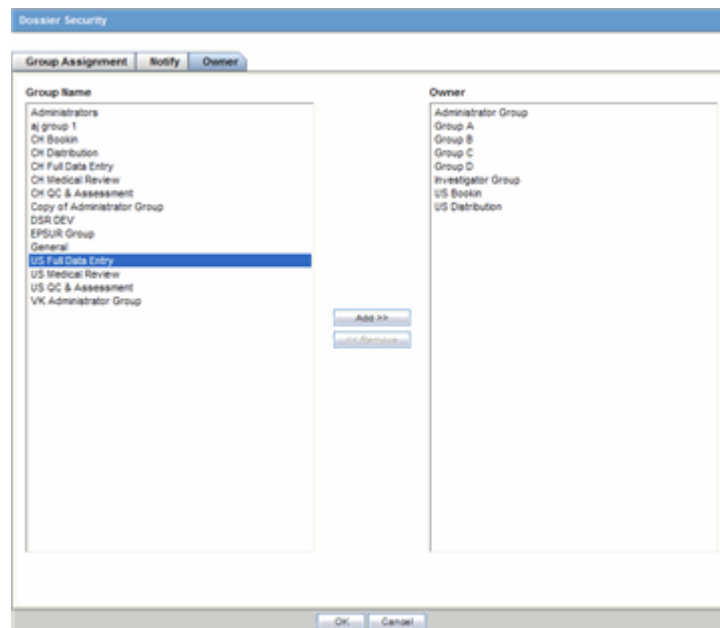 Dossier Security
Group Assignment Notify Owner
Group Name
Administrators
aj group 1
CH Bookin
CH Distribution
CH Full Data Entry
CH Medical Review
CH QC & Assessment
Copy of Administrator Group
DSR DEV
EPSUR Group
General
US Full Data Entry
US Medical Review
US QC & Assessment
VK Administrator Group
Add >>
<< Remove
Owner
Administrator Group
Group A
Group B
Group C
Group D
Investigator Group
US Bookin
US Distribution
OK Cancel